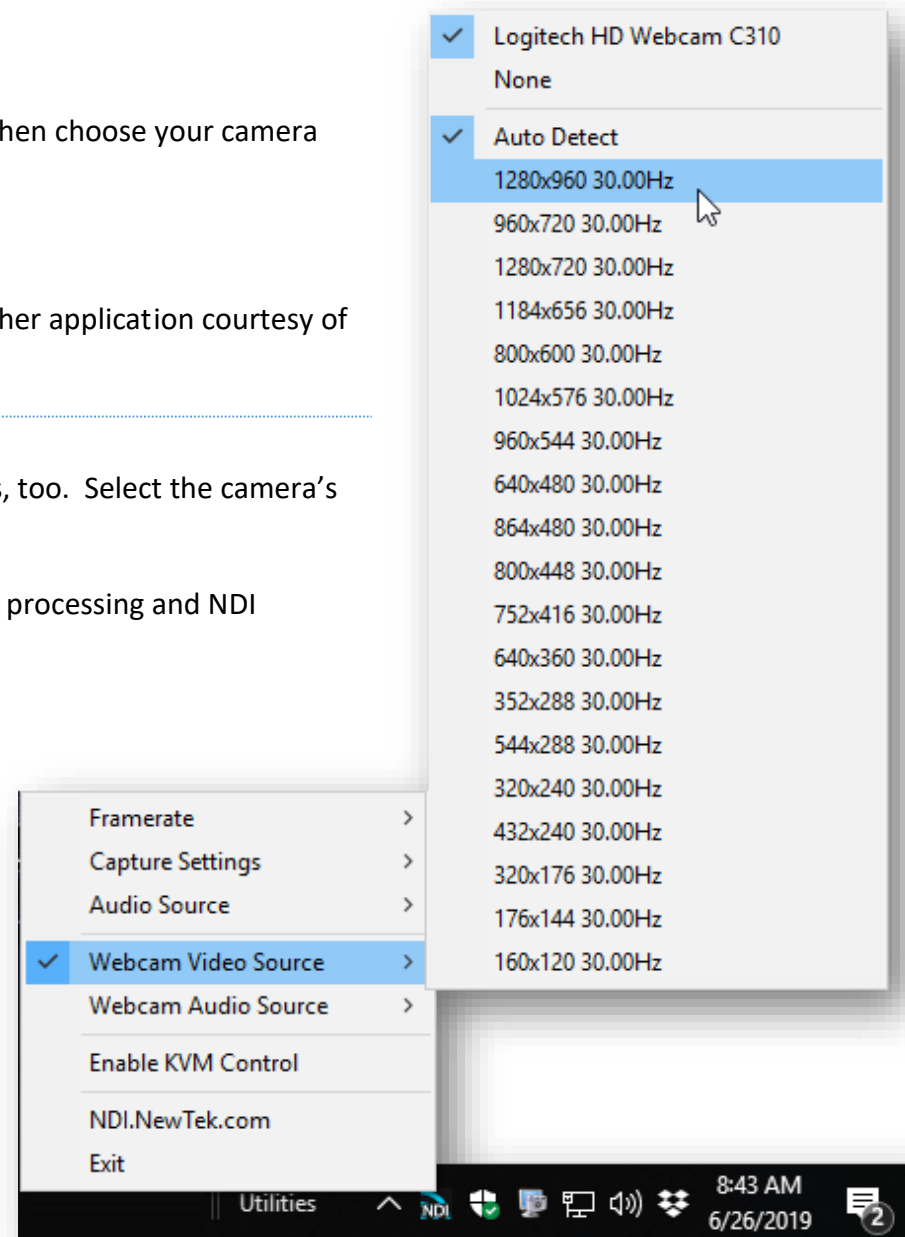 hen choose your camera
her application courtesy of
, too.  Select the camera's
processing and NDI
Logitech HD Webcam C310
None
Auto Detect
1280x960 30.00Hz
960x720 30.00Hz
1280x720 30.00Hz
1184x656 30.00Hz
800x600 30.00Hz
1024x576 30.00Hz
960x544 30.00Hz
640x480 30.00Hz
864x480 30.00Hz
800x448 30.00Hz
752x416 30.00Hz
640x360 30.00Hz
352x288 30.00Hz
544x288 30.00Hz
320x240 30.00Hz
432x240 30.00Hz
320x176 30.00Hz
176x144 30.00Hz
160x120 30.00Hz
Framerate
Capture Settings
Audio Source
Webcam Video Source
Webcam Audio Source
Enable KVM Control
NDI.NewTek.com
Exit
Utilities
NDI
8:43 AM
6/26/2019
2